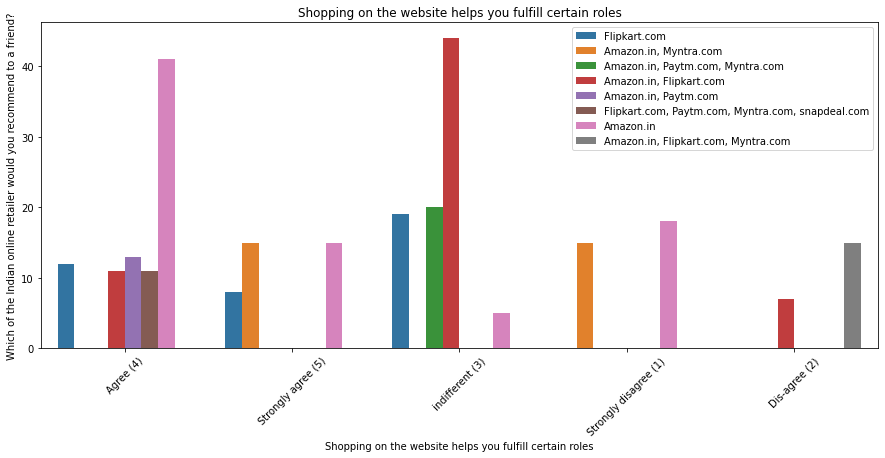 Shopping on the website helps you fulfill certain roles
Which of the Indian online retailer would you recommend to a friend?
40
30
20
10
0
Flipkart.com
Amazon.in, Myntra.com
Amazon.in, Paytm.com, Myntra.com
Amazon.in, Flipkart.com
Amazon.in, Paytm.com
Flipkart.com, Paytm.com, Myntra.com, snapdeal.com
Amazon.in
Amazon.in, Flipkart.com, Myntra.com
Agree (4)
Strongly agree (5)
indifferent (3)
Strongly disagree (1)
Dis-agree (2)
Shopping on the website helps you fulfill certain roles